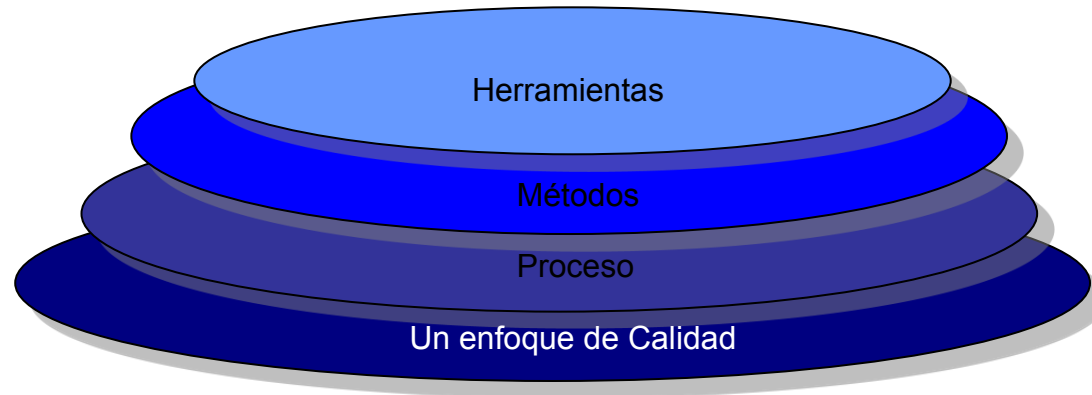 Herramientas
Métodos
Proceso
Un enfoque de Calidad